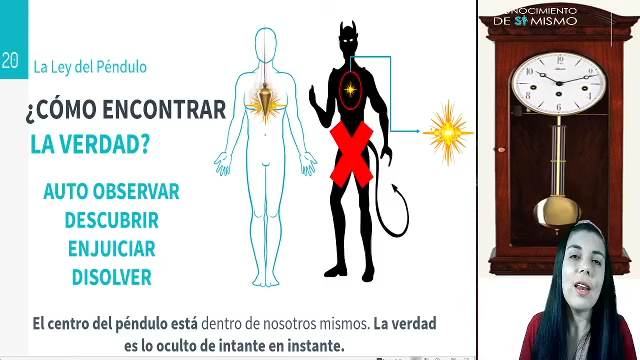 CONOCIMIENTO
DE SÍ MISMO
20
La Ley del Péndulo
¿CÓMO ENCONTRAR
LA VERDAD?
AUTO OBSERVAR
DESCUBRIR
ENJUICIAR
DISOLVER
El centro del péndulo está dentro de nosotros mismos. La verdad
es lo oculto de intante en instante.